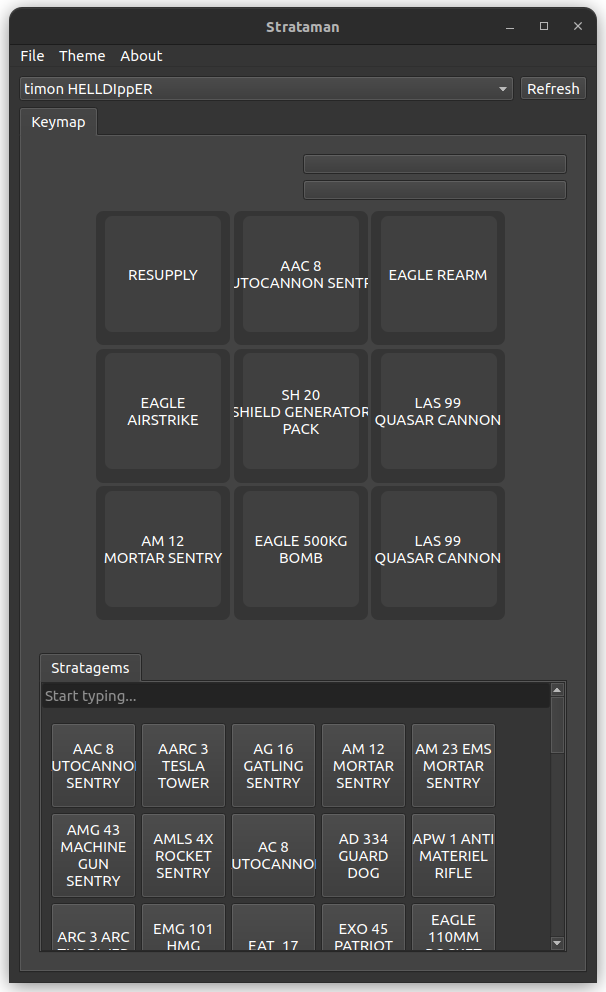 Strataman
File Theme About
timon HELLDIppER
Refresh
Keymap
RESUPPLY
AAC 8
UTOCANNON SENTR
EAGLE REARM
EAGLE
AIRSTRIKE
SH 20
SHIELD GENERATOR
PACK
LAS 99
QUASAR CANNON
AM 12
MORTAR SENTRY
EAGLE 500KG
BOMB
LAS 99
QUASAR CANNON
Stratagems
Start typing...
AAC 8
UTOCANNO
SENTRY
AARC 3
TESLA
TOWER
AG 16
GATLING
SENTRY
AM 12
MORTAR
SENTRY
AM 23 EMS
MORTAR
SENTRY
AMG 43
MACHINE
GUN
SENTRY
AMLS 4X
ROCKET
SENTRY
AC 8
UTOCANNO
AD 334
GUARD
DOG
APW 1 ANTI
MATERIEL
RIFLE
ARC 3 ARC
EMG 101
HMG
EAT 17
EXO 45
PATRIOT
EAGLE
110MM